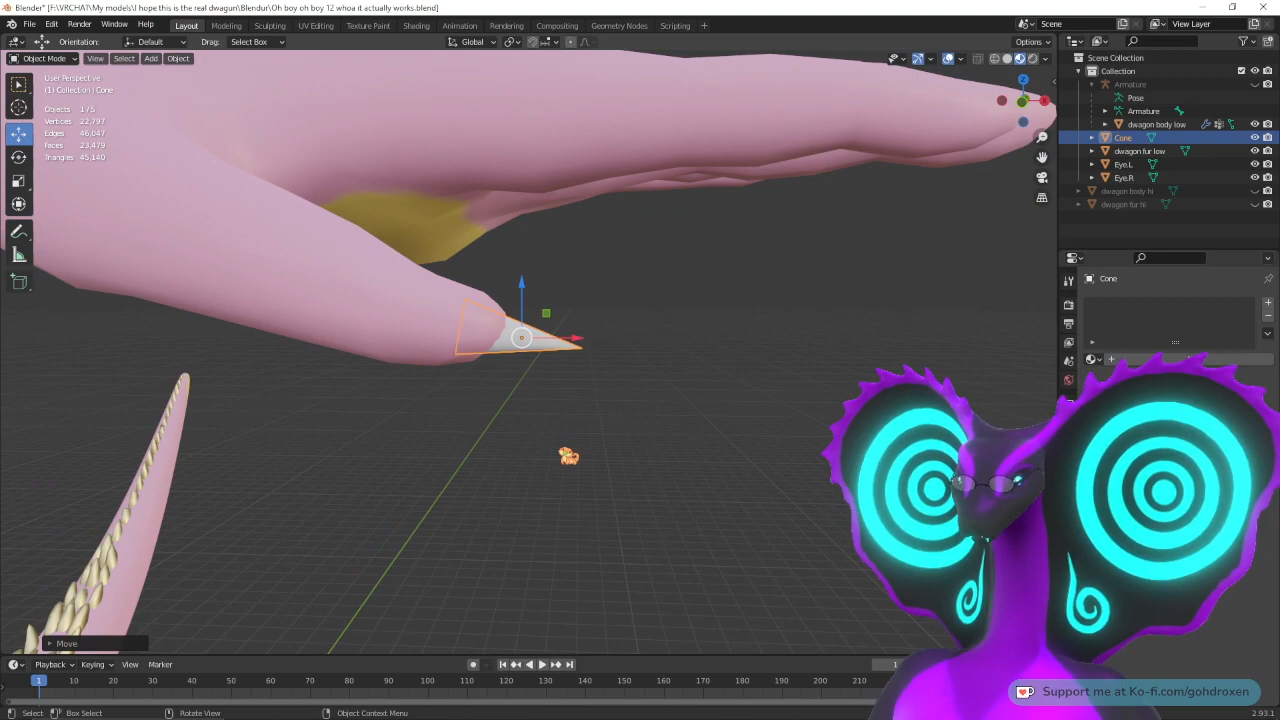 Blender* [F:\VRCHAT\My models\I hope this is the real dwagon\Blendur\Oh boy oh boy 12 whoa it actually works.blend]
File Edit Render Window Help Layout Modeling Sculpting UV Editing Texture Paint Shading Animation Rendering Compositing Geometry Nodes Scripting + Scene View Layer
Orientation: Default Drag: Select Box Global Options
Object Mode View Select Add Object
User Perspective
(1) Collection | Cone
Objects 1/5
Vertices 22,797
Edges 46,047
Faces 23,479
Triangles 45,140
Z
X
Scene Collection
Collection
Armature
Pose
Armature
dwagon body low
Cone
dwagon fur low
Eye.L
Eye.R
dwagon body hi
dwagon fur hi
Cone
Move
Playback Keying View Marker 1
1 10 20 30 40 50 60 70 80 90 100 110 120 130 140 150 160 170 180 190 200 210
Support me at Ko-fi.com/gohdroxen
Select Box Select Rotate View Object Context Menu 2.93.1